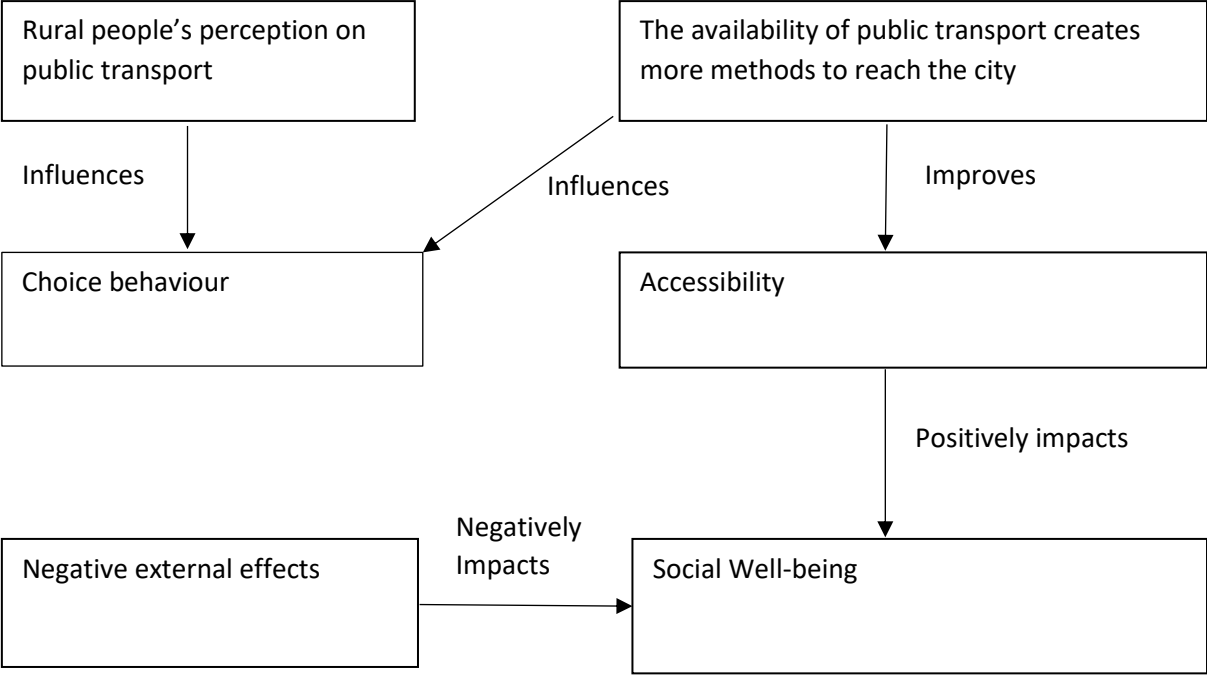 Rural people’s perception on
public transport
The availability of public transport creates
more methods to reach the city
Influences
Influences
Improves
Choice behaviour
Accessibility
Positively impacts
Negatively
Impacts
Negative external effects
Social Well-being